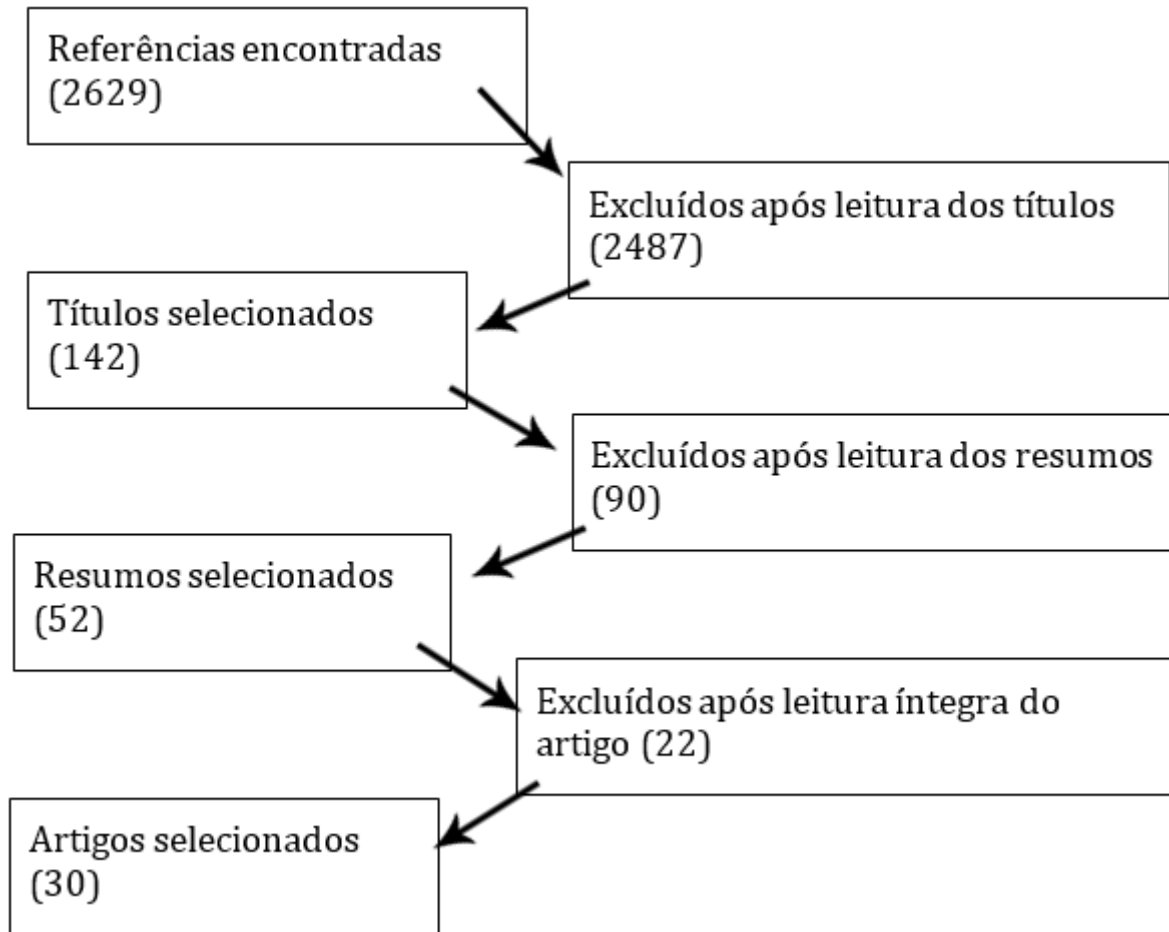 Referências encontradas
(2629)
Excluídos após leitura dos títulos
(2487)
Títulos selecionados
(142)
Excluídos após leitura dos resumos
(90)
Resumos selecionados
(52)
Excluídos após leitura íntegra do
artigo (22)
Artigos selecionados
(30)